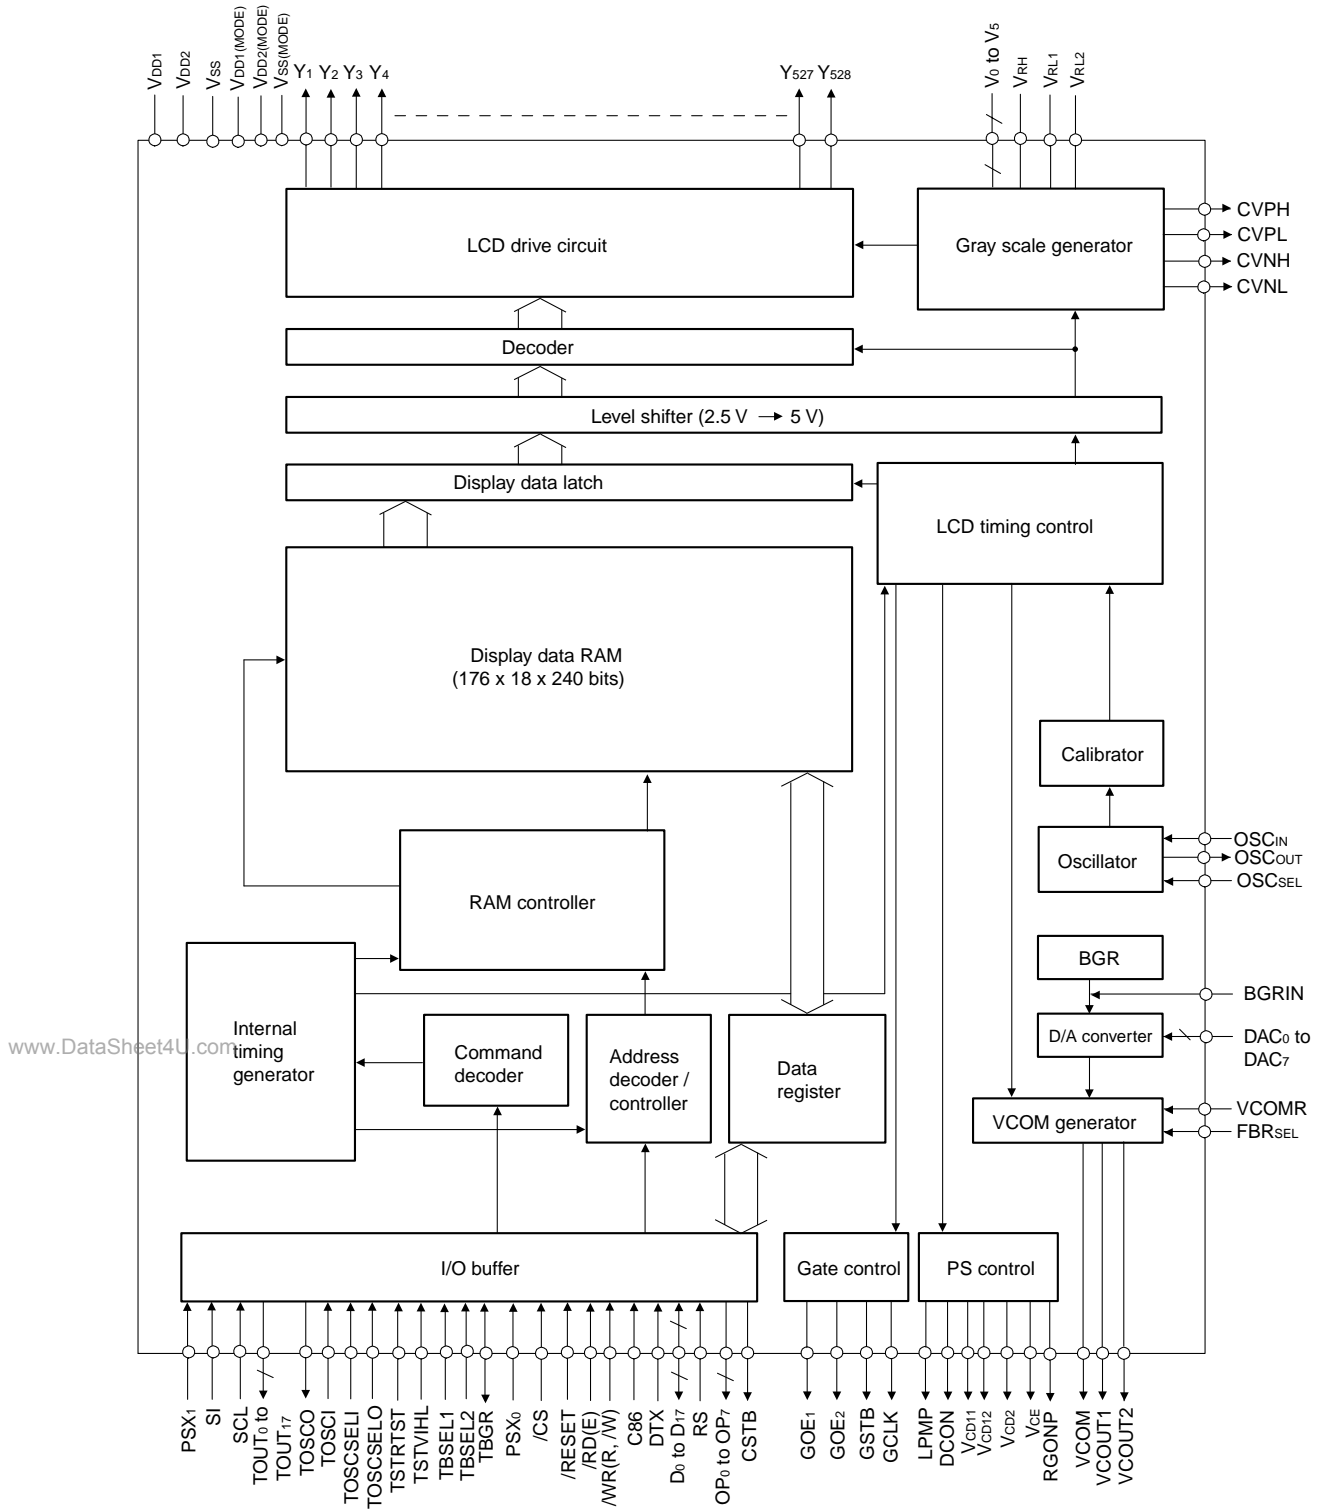 VDD1
VDD2
VSS
VDD1(MODE)
VDD2(MODE)
VSS(MODE)
Y1 Y2 Y3 Y4
Y527 Y528
V0 to V5
VRH
VRL1
VRL2
LCD drive circuit
Gray scale generator
CVPH
CVPL
CVNH
CVNL
Decoder
Level shifter (2.5 V → 5 V)
Display data latch
LCD timing control
Display data RAM
(176 x 18 x 240 bits)
Calibrator
Oscillator
OSCIN
OSCOUT
OSCSEL
RAM controller
BGR
BGRIN
D/A converter
DAC0 to
DAC7
www.DataSheet4U.com
Internal
timing
generator
Command
decoder
Address
decoder /
controller
Data
register
VCOM generator
VCOMR
FBRSEL
I/O buffer
Gate control
PS control
PSX1
SI
SCL
TOUT0 to
TOUT17
TOSCO
TOSCI
TOSCSELI
TOSCSELO
TSTRTST
TSTVIHL
TBSEL1
TBSEL2
TBGR
PSX0
/CS
/RESET
/RD(E)
/WR(R, /W)
C86
DTX
D0 to D17
RS
OP0 to OP7
CSTB
GOE1
GOE2
GSTB
GCLK
LPMP
DCON
VCD11
VCD12
VCD2
VCE
RGONP
VCOM
VCOUT1
VCOUT2